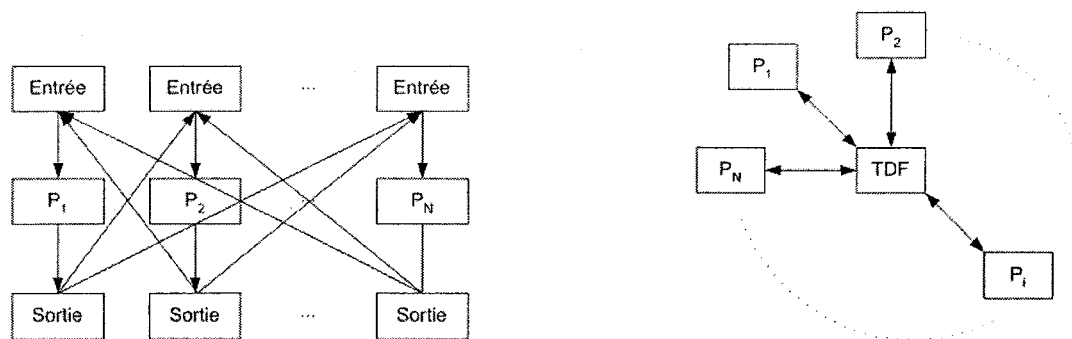 Entrée Entrée ... Entrée
P1 P2 PN
Sortie Sortie ... Sortie
P2
P1
PN TDF
Pi